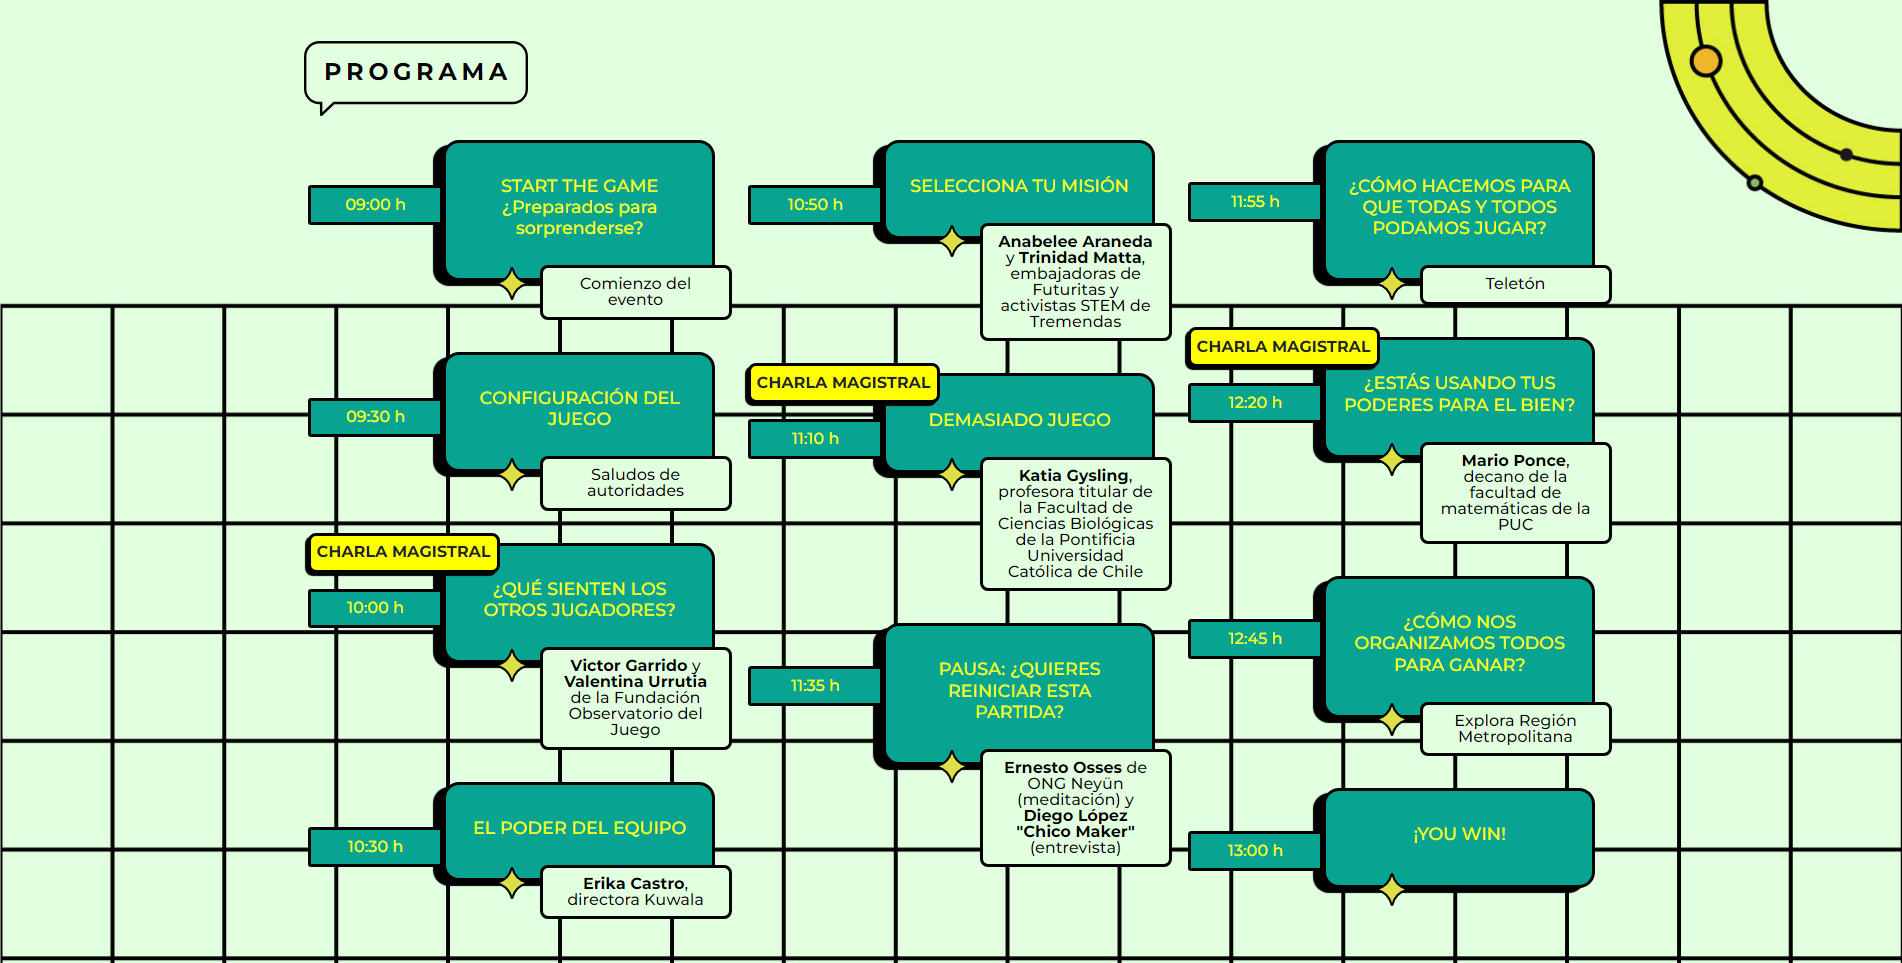 PROGRAMA
09:00 h
START THE GAME
¿Preparados para
sorprenderse?
Comienzo del
evento
09:30 h
CONFIGURACIÓN DEL
JUEGO
Saludos de
autoridades
CHARLA MAGISTRAL
10:00 h
¿QUÉ SIENTEN LOS
OTROS JUGADORES?
Victor Garrido y
Valentina Urrutia
de la Fundación
Observatorio del
Juego
10:30 h
EL PODER DEL EQUIPO
Erika Castro,
directora Kuwala
10:50 h
SELECCIONA TU MISIÓN
Anabelee Araneda
y Trinidad Matta,
embajadoras de
Futuritas y
activistas STEM de
Tremendas
CHARLA MAGISTRAL
11:10 h
DEMASIADO JUEGO
Katia Gysling,
profesora titular de
la Facultad de
Ciencias Biológicas
de la Pontificia
Universidad
Católica de Chile
11:35 h
PAUSA: ¿QUIERES
REINICIAR ESTA
PARTIDA?
Ernesto Osses de
ONG Neyün
(meditación) y
Diego López
"Chico Maker"
(entrevista)
11:55 h
¿CÓMO HACEMOS PARA
QUE TODAS Y TODOS
PODAMOS JUGAR?
Teletón
CHARLA MAGISTRAL
12:20 h
¿ESTÁS USANDO TUS
PODERES PARA EL BIEN?
Mario Ponce,
decano de la
facultad de
matemáticas de la
PUC
12:45 h
¿CÓMO NOS
ORGANIZAMOS TODOS
PARA GANAR?
Explora Región
Metropolitana
13:00 h
¡YOU WIN!